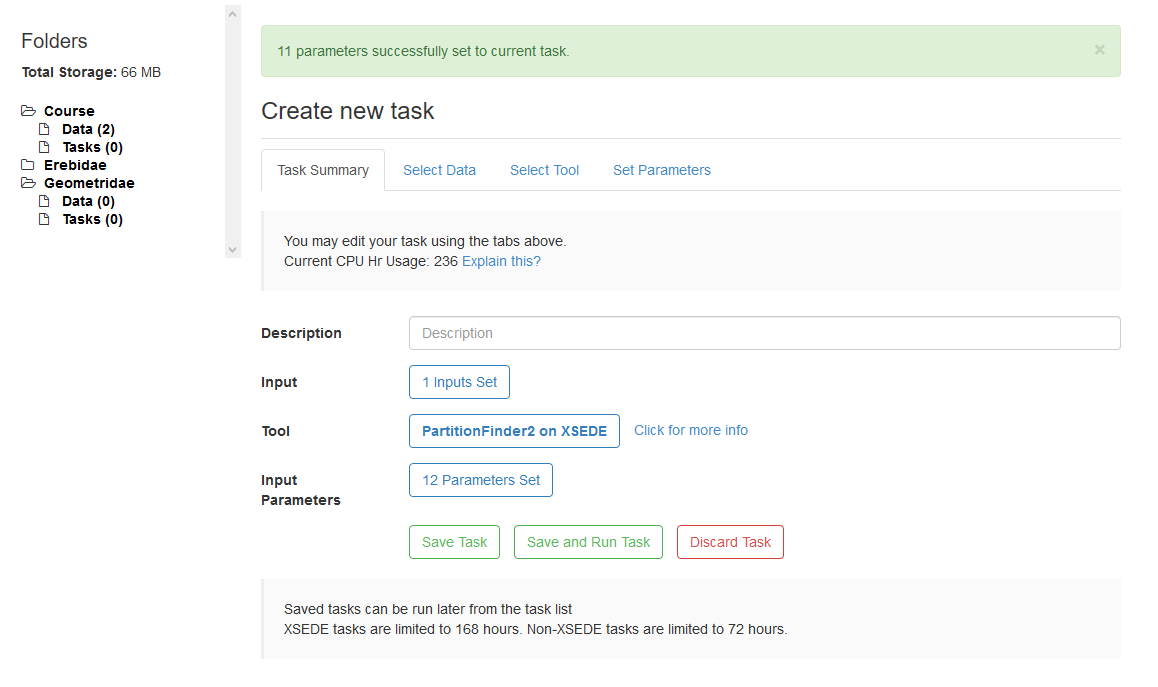 Folders
Total Storage: 66 MB
Course
Data (2)
Tasks (0)
Erebidae
Geometridae
Data (0)
Tasks (0)
11 parameters successfully set to current task.
×
Create new task
Task Summary
Select Data
Select Tool
Set Parameters
You may edit your task using the tabs above.
Current CPU Hr Usage: 236 Explain this?
Description
Description
Input
1 Inputs Set
Tool
PartitionFinder2 on XSEDE
Click for more info
Input
Parameters
12 Parameters Set
Save Task
Save and Run Task
Discard Task
Saved tasks can be run later from the task list
XSEDE tasks are limited to 168 hours. Non-XSEDE tasks are limited to 72 hours.